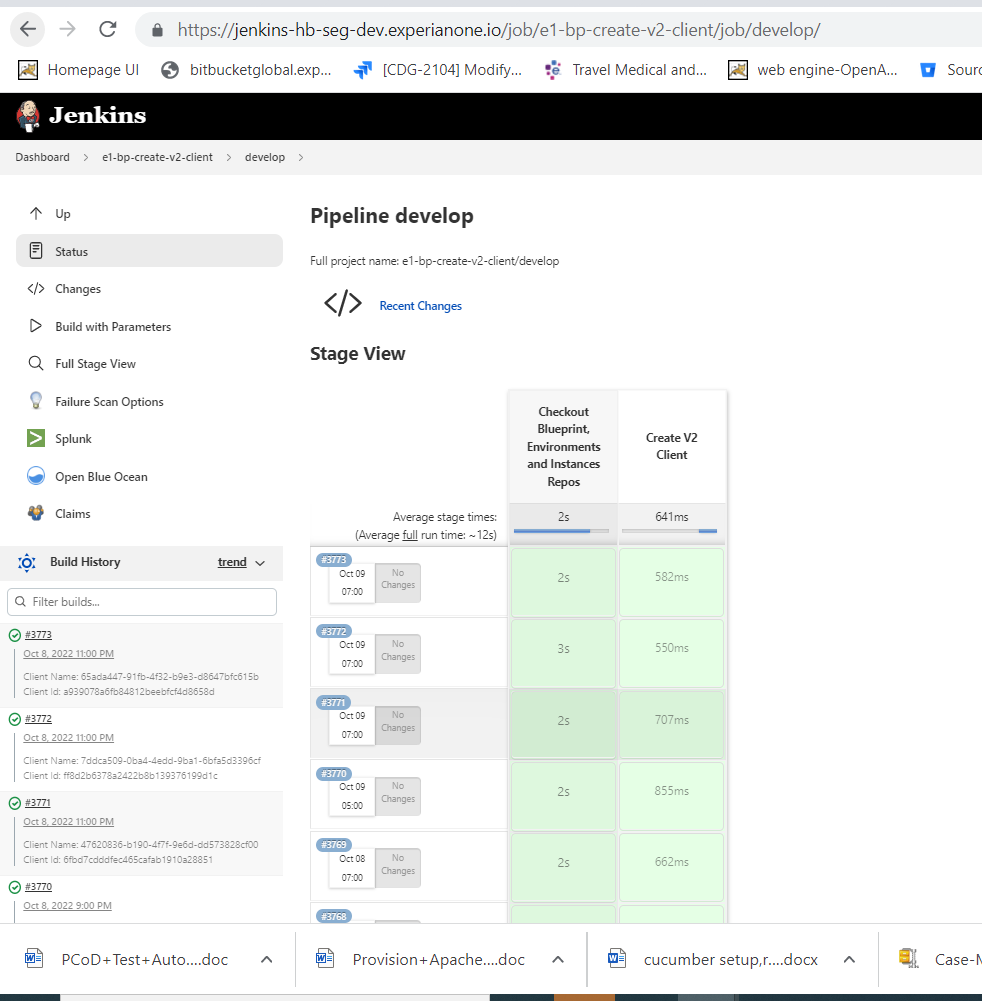 https://jenkins-hb-seg-dev.experianone.io/job/e1-bp-create-v2-client/job/develop/
Homepage UI
bitbucketglobal.exp...
[CDG-2104] Modify...
Travel Medical and...
web engine-OpenA...
Sourc
Jenkins
Dashboard
e1-bp-create-v2-client
develop
Up
Status
Changes
Build with Parameters
Full Stage View
Failure Scan Options
Splunk
Open Blue Ocean
Claims
Build History
trend
Filter builds...
#3773
Oct 8, 2022 11:00 PM
Client Name: 65ada447-91fb-4f32-b9e3-d8647bfc615b
Client Id: a939078a6fb84812beebfcf4d8658d
#3772
Oct 8, 2022 11:00 PM
Client Name: 7ddca509-0ba4-4edd-9ba1-6bfa5d3396cf
Client Id: ff8d2b6378a2422b8b139376199d1c
#3771
Oct 8, 2022 11:00 PM
Client Name: 47620836-b190-4f7f-9e6d-dd573828cf00
Client Id: 6fbd7cdddfec465cafab1910a28851
#3770
Oct 8, 2022 9:00 PM
Pipeline develop
Full project name: e1-bp-create-v2-client/develop
Recent Changes
Stage View
Checkout
Blueprint,
Environments
and Instances
Repos
Create V2
Client
Average stage times:
(Average full run time: ~12s)
2s
641ms
#3773
Oct 09
07:00
No
Changes
2s
582ms
#3772
Oct 09
07:00
No
Changes
3s
550ms
#3771
Oct 09
07:00
No
Changes
2s
707ms
#3770
Oct 09
05:00
No
Changes
2s
855ms
#3769
Oct 08
07:00
No
Changes
2s
662ms
#3768
PCoD+Test+Auto....doc
Provision+Apache....doc
cucumber setup,r....docx
Case-M